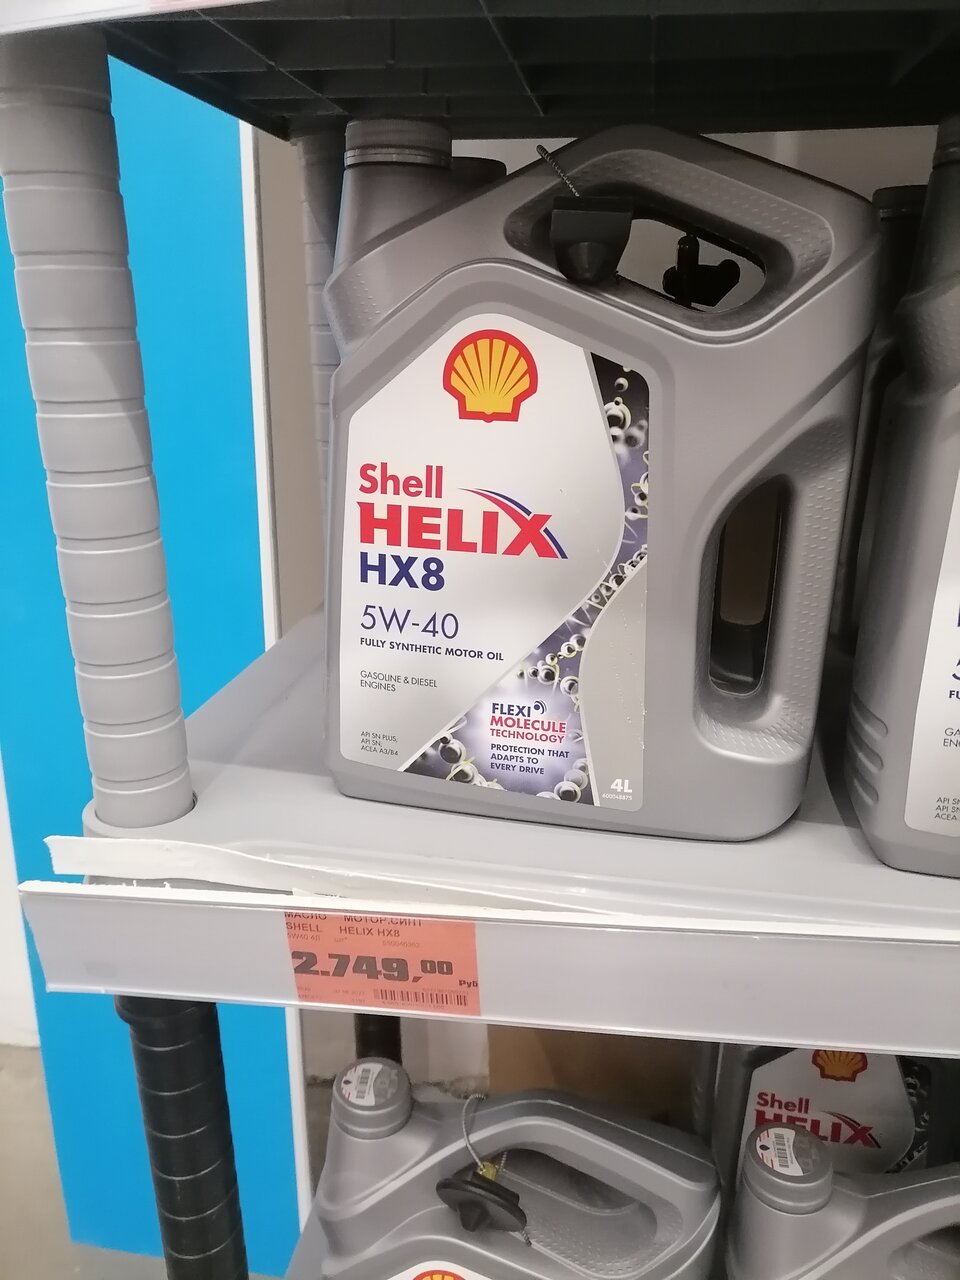 Shell
HELIX
HX8
5W-40
FULLY SYNTHETIC MOTOR OIL
GASOLINE & DIESEL
ENGINES
API SN PLUS,
API SN,
ACEA A3/B4
FLEXI
MOLECULE
TECHNOLOGY
PROTECTION THAT
ADAPTS TO
EVERY DRIVE
4L
МАСЛО МОТОР.СИНТ
SHELL HELIX HX8
5W40 4Л
2.749,00
Руб
Shell
HELIX